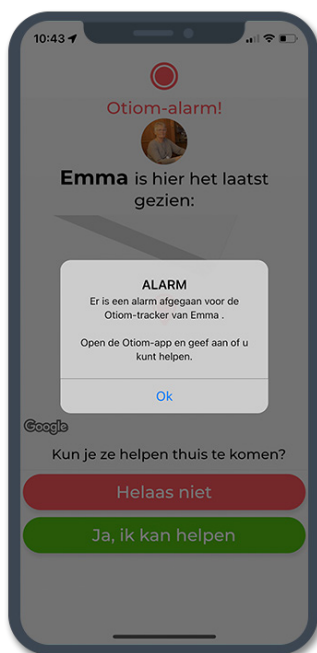 10:43
Otiom-alarm!
Emma is hier het laatst
gezien:
ALARM
Er is een alarm afgegaan voor de
Otiom-tracker van Emma .
Open de Otiom-app en geef aan of u
kunt helpen.
Ok
Google
Kun je ze helpen thuis te komen?
Helaas niet
Ja, ik kan helpen